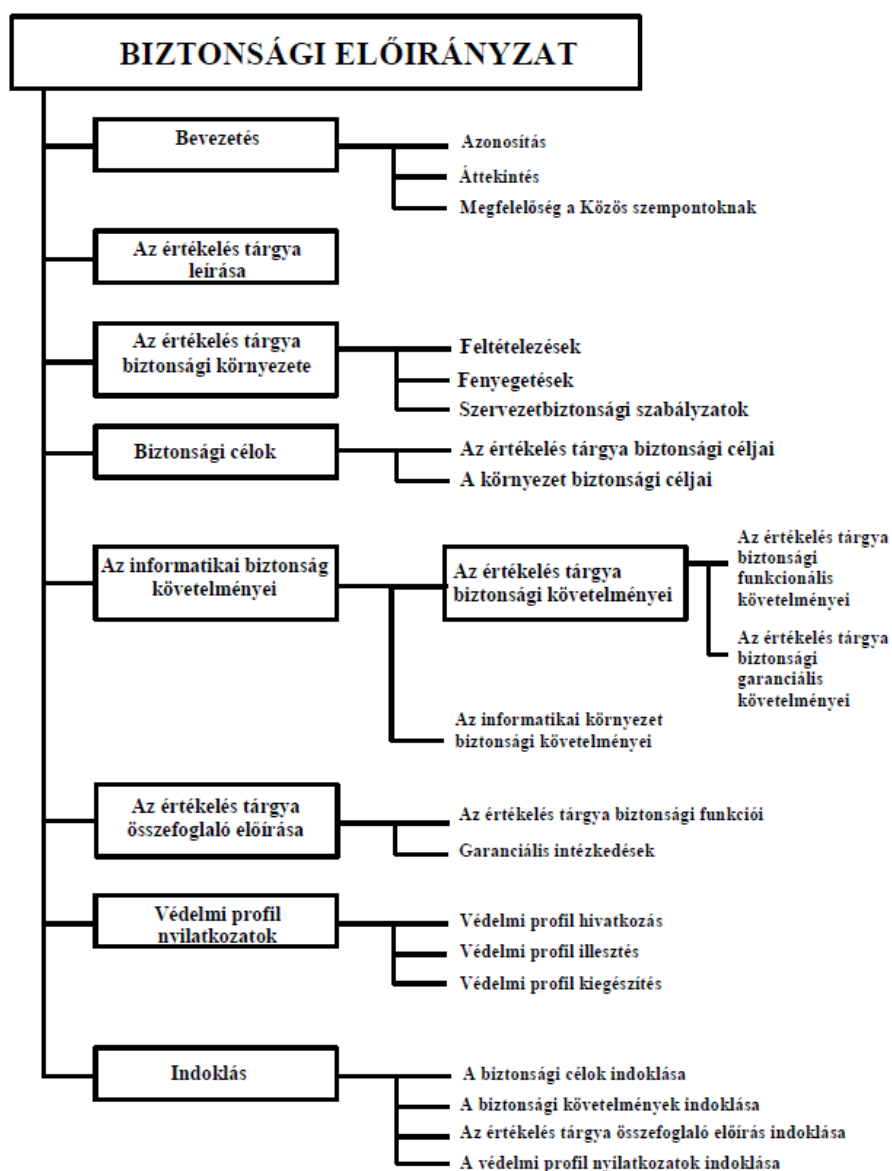 BIZTONSÁGI ELŐIRÁNYZAT
Bevezetés
Azonosítás
Áttekintés
Megfelelőség a Közös szempontoknak
Az értékelés tárgya
leírása
Az értékelés tárgya
biztonsági környezete
Feltételezések
Fenyegetések
Szervezetbiztonsági szabályzatok
Biztonsági célok
Az értékelés tárgya biztonsági céljai
A környezet biztonsági céljai
Az informatikai biztonság
követelményei
Az értékelés tárgya
biztonsági követelményei
Az értékelés tárgya
biztonsági
funkcionális
követelményei
Az értékelés tárgya
biztonsági
garanciális
követelményei
Az informatikai környezet
biztonsági követelményei
Az értékelés tárgya
összefoglaló előírása
Az értékelés tárgya biztonsági funkciói
Garanciális intézkedések
Védelmi profil
nyilatkozatok
Védelmi profil hivatkozás
Védelmi profil illesztés
Védelmi profil kiegészítés
Indoklás
A biztonsági célok indoklása
A biztonsági követelmények indoklása
Az értékelés tárgya összefoglaló előírás indoklása
A védelmi profil nyilatkozatok indoklása